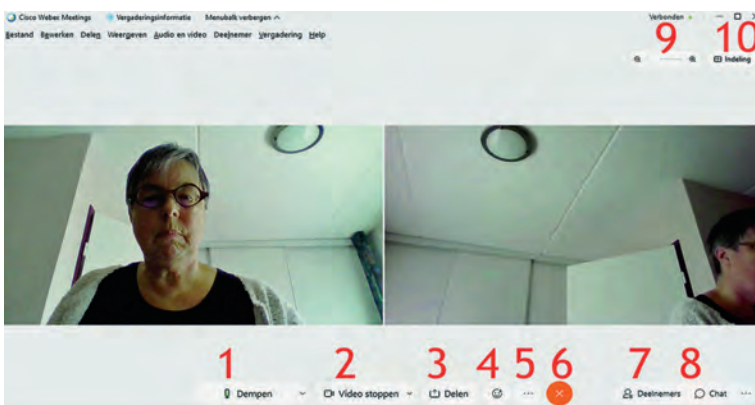 Cisco Webex Meetings Vergaderingsinformatie Menubalk verbergen Verbonden
Bestand Bewerken Delen Weergeven Audio en video Deelnemer Vergadering Help
9 10
Indeling
1 2 3 4 5 6 7 8
Dempen Video stoppen Delen ... Deelnemers Chat ...